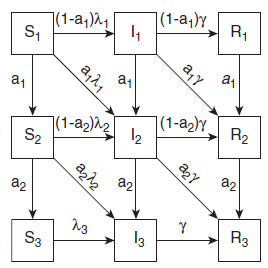 S₁ (1-a₁)λ₁ I₁ (1-a₁)γ R₁
a₁ a₁λ₁ a₁ a₁γ a₁
S₂ (1-a₂)λ₂ I₂ (1-a₂)γ R₂
a₂ a₂λ₂ a₂ a₂γ a₂
S₃ λ₃ I₃ γ R₃